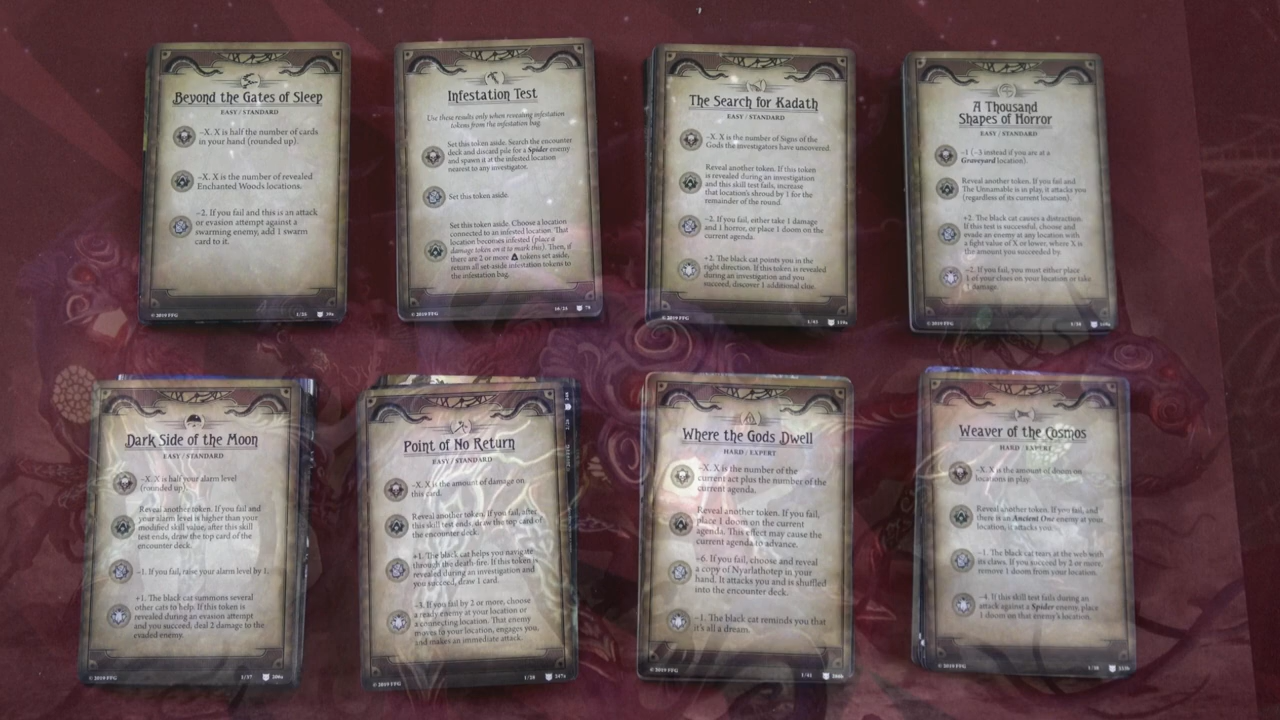 Beyond the Gates of Sleep
EASY / STANDARD
–X. X is half the number of cards
in your hand (rounded up).
–X. X is the number of revealed
Enchanted Woods locations.
–2. If you fail and this is an attack
or evasion attempt against a
swarming enemy, add 1 swarm
card to it.
© 2019 FFG
Infestation Test
Use these results only when revealing infestation
tokens from the infestation bag.
Set this token aside. Search the encounter
deck and discard pile for a Spider enemy
and spawn it at the infested location
nearest to any investigator.
Set this token aside.
Set this token aside. Choose a location
connected to an infested location. That
location becomes infested (place a
damage token on it to mark this). Then, if
there are 2 or more tokens set aside,
return all set-aside infestation tokens to
the infestation bag.
© 2019 FFG
The Search for Kadath
EASY / STANDARD
–X. X is the number of Signs of the
Gods the investigators have uncovered.
Reveal another token. If this token
is revealed during an investigation
and this skill test fails, increase
that location's shroud by 1 for the
remainder of the round.
–2. If you fail, either take 1 damage
and 1 horror, or place 1 doom on the
current agenda.
+2. The black cat points you in the
right direction. If this token is revealed
during an investigation and you
succeed, discover 1 additional clue.
© 2019 FFG
A Thousand
Shapes of Horror
EASY / STANDARD
–1 (–3 instead if you are at a
Graveyard location).
Reveal another token. If you fail and
The Unnamable is in play, it attacks you
(regardless of its current location).
+2. The black cat causes a distraction.
If this test is successful, choose and
evade an enemy at any location with
a fight value of X or lower, where X is
the amount you succeeded by.
–2. If you fail, you must either place
1 of your clues on your location or take
1 damage.
© 2019 FFG
Dark Side of the Moon
EASY / STANDARD
–X. X is half your alarm level
(rounded up).
Reveal another token. If you fail and
your alarm level is higher than your
modified skill value, after this skill
test ends, draw the top card of the
encounter deck.
–1. If you fail, raise your alarm level by 1.
+1. The black cat summons several
other cats to help. If this token is
revealed during an evasion attempt
and you succeed, deal 2 damage to the
evaded enemy.
© 2019 FFG
Point of No Return
EASY / STANDARD
–X. X is the amount of damage on
this card.
Reveal another token. If you fail, after
this skill test ends, draw the top card of
the encounter deck.
+1. The black cat helps you navigate
through the death-fire. If this token is
revealed during an investigation and
you succeed, draw 1 card.
–3. If you fail by 2 or more, choose
a ready enemy at your location or
a connecting location. That enemy
moves to your location, engages you,
and makes an immediate attack.
© 2019 FFG
Where the Gods Dwell
HARD / EXPERT
–X. X is the number of the
current act plus the number of the
current agenda.
Reveal another token. If you fail,
place 1 doom on the current
agenda. This effect may cause the
current agenda to advance.
–6. If you fail, choose and reveal
a copy of Nyarlathotep in your
hand. It attacks you and is shuffled
into the encounter deck.
–1. The black cat reminds you that
it's all a dream.
© 2019 FFG
Weaver of the Cosmos
HARD / EXPERT
–X. X is the amount of doom on
locations in play.
Reveal another token. If you fail, and
there is an Ancient One enemy at your
location, it attacks you.
–1. The black cat tears at the web with
its claws. If you succeed by 2 or more,
remove 1 doom from your location.
–4. If this skill test fails during an
attack against a Spider enemy, place
1 doom on that enemy's location.
© 2019 FFG